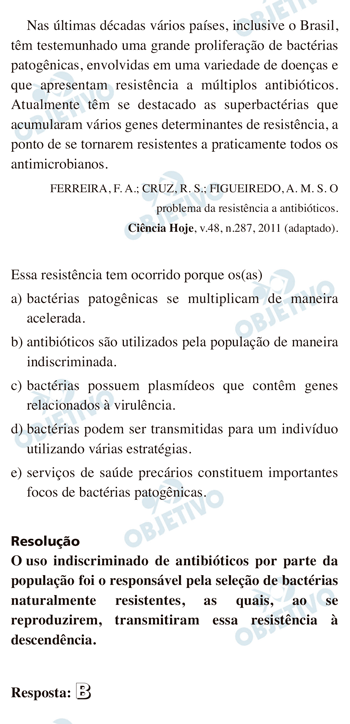 Nas últimas décadas vários países, inclusive o Brasil,
têm testemunhado uma grande proliferação de bactérias
patogênicas, envolvidas em uma variedade de doenças e
que apresentam resistência a múltiplos antibióticos.
Atualmente têm se destacado as superbactérias que
acumularam vários genes determinantes de resistência, a
ponto de se tornarem resistentes a praticamente todos os
antimicrobianos.
FERREIRA, F. A.; CRUZ, R. S.; FIGUEIREDO, A. M. S. O
problema da resistência a antibióticos.
Ciência Hoje, v.48, n.287, 2011 (adaptado).
Essa resistência tem ocorrido porque os(as)
a) bactérias patogênicas se multiplicam de maneira
acelerada.
b) antibióticos são utilizados pela população de maneira
indiscriminada.
c) bactérias possuem plasmídeos que contêm genes
relacionados à virulência.
d) bactérias podem ser transmitidas para um indivíduo
utilizando várias estratégias.
e) serviços de saúde precários constituem importantes
focos de bactérias patogênicas.
Resolução
O uso indiscriminado de antibióticos por parte da
população foi o responsável pela seleção de bactérias
naturalmente resistentes, as quais, ao se
reproduzirem, transmitiram essa resistência à
descendência.
Resposta: B
OBJETIVO
OBJETIVO
OBJETIVO
OBJETIVO
OBJETIVO
OBJETIVO
OBJETIVO